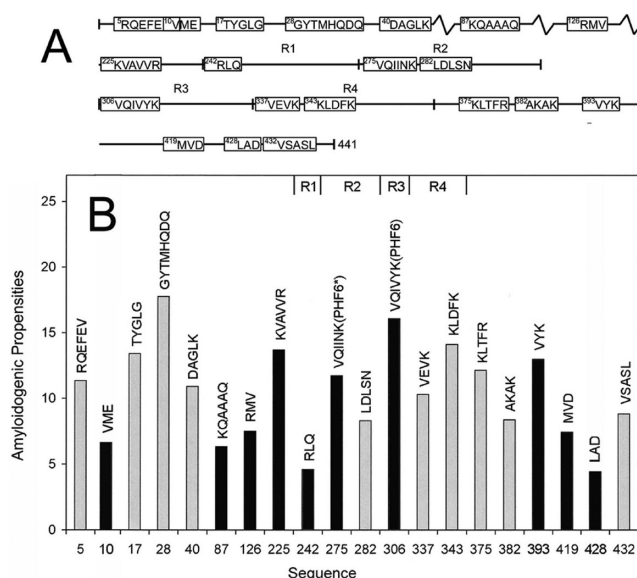 A
5RQEFE 10VME 17TYGLG 28GYTMHQDQ 40DAGLK 87KQAAAQ 126RMV
R1 R2
225KVAVVR 242RLQ 275VQIINK 282LDLSN
R3 R4
306VQIVYK 337VEVK 343KLDFK 375KLTFR 382AKAK 393VYK
419MVD 428LAD 432VSASL 441
B
R1 R2 R3 R4
Amyloidogenic Propensities
25
20
15
10
5
0
RQEFEV VME TYGLG GYTMHQDQ DAGLK KQAAAQ RMV KVAVVR RLQ VQIINK(PHF6*) LDLSN VQIVYK(PHF6) VEVK KLDFK KLTFR AKAK VYK MVD LAD VSASL
5 10 17 28 40 87 126 225 242 275 282 306 337 343 375 382 393 419 428 432
Sequence